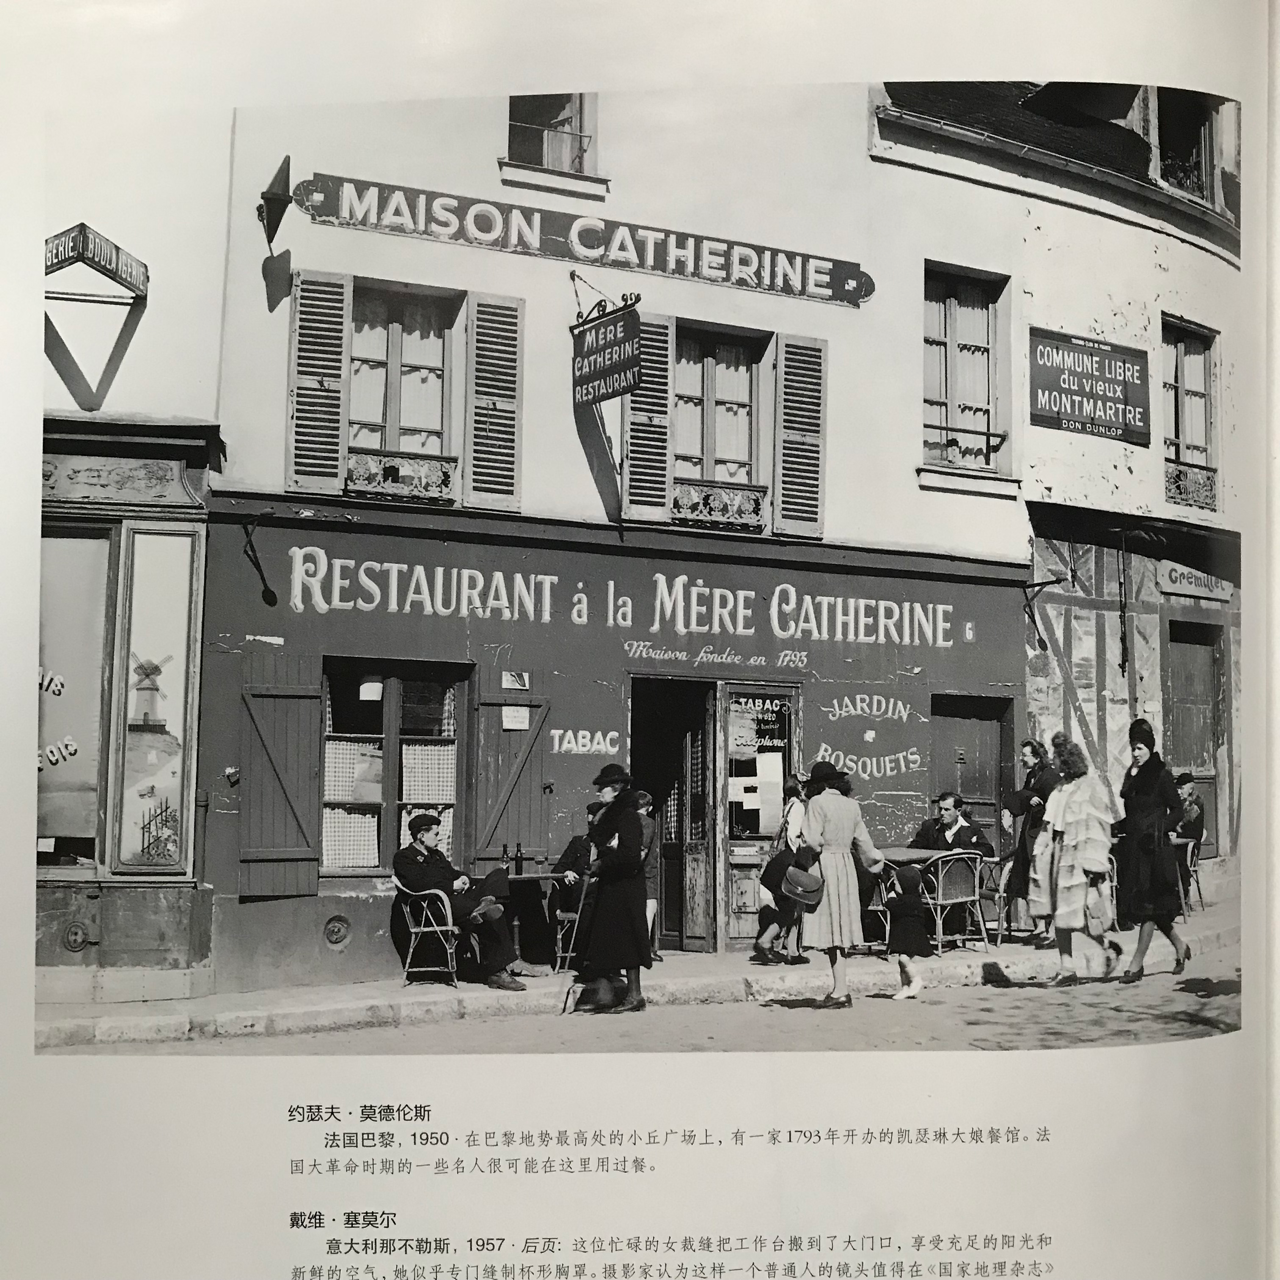 MAISON CATHERINE
GERIE BOULANGERIE
MÈRE
CATHERINE
RESTAURANT
TOURING CLUB DE FRANCE
COMMUNE LIBRE
du vieux
MONTMARTRE
DON DUNLOP
RESTAURANT à la MÈRE CATHERINE 6
Maison fondée en 1793
Gremillet
TABAC
TABAC
Téléphone
JARDIN
BOSQUETS
约瑟夫·莫德伦斯
法国巴黎，1950·在巴黎地势最高处的小丘广场上，有一家1793年开办的凯瑟琳大娘餐馆。法
国大革命时期的一些名人很可能在这里用过餐。
戴维·塞莫尔
意大利那不勒斯，1957·后页：这位忙碌的女裁缝把工作台搬到了大门口，享受充足的阳光和
新鲜的空气，她似乎专门缝制杯形胸罩。摄影家认为这样一个普通人的镜头值得在《国家地理杂志》